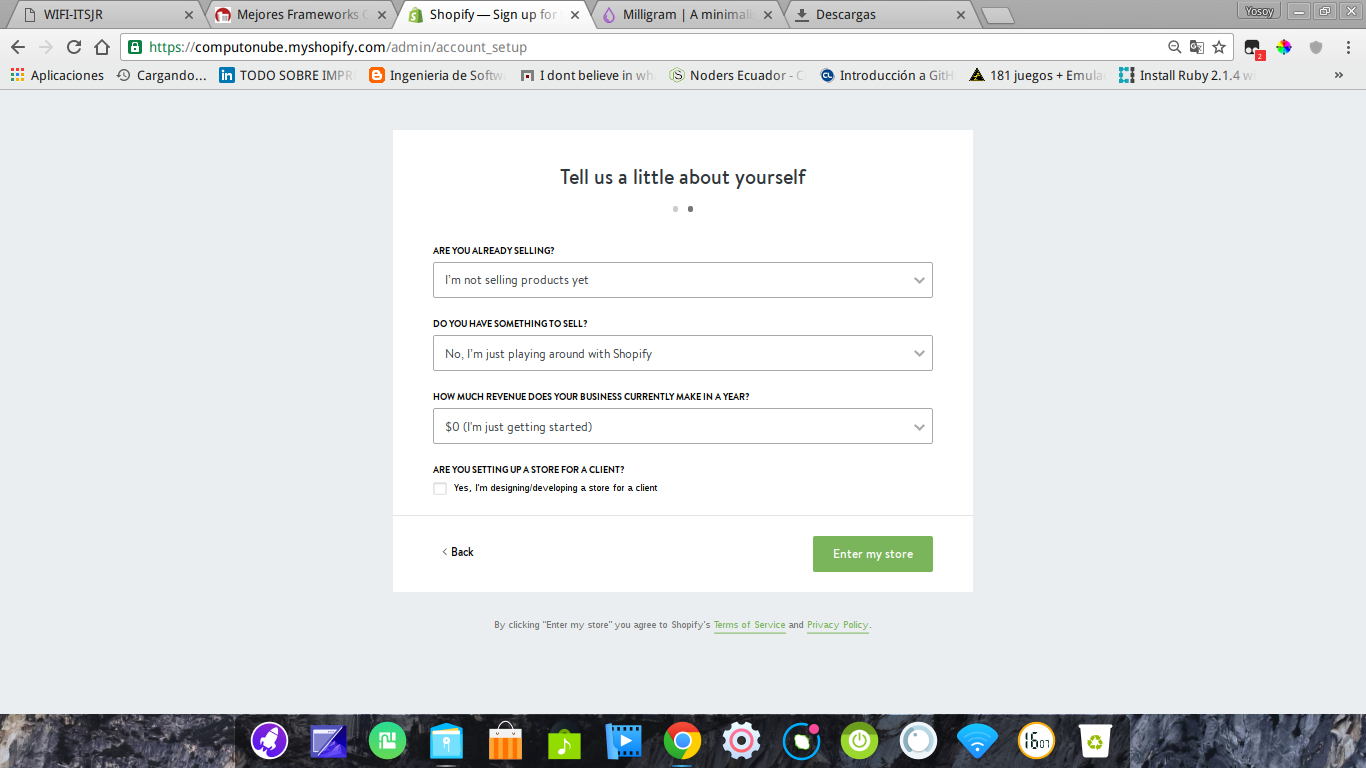 WIFI-ITSJR
Mejores Frameworks
Shopify — Sign up for
Milligram | A minimali
Descargas
Yosoy
https://computonube.myshopify.com/admin/account_setup
2
Aplicaciones
Cargando...
TODO SOBRE IMPR
Ingenieria de Softw
I dont believe in wh
Noders Ecuador - C
Introducción a GitH
181 juegos + Emula
Install Ruby 2.1.4 w
»
Tell us a little about yourself
ARE YOU ALREADY SELLING?
I'm not selling products yet
DO YOU HAVE SOMETHING TO SELL?
No, I'm just playing around with Shopify
HOW MUCH REVENUE DOES YOUR BUSINESS CURRENTLY MAKE IN A YEAR?
$0 (I'm just getting started)
ARE YOU SETTING UP A STORE FOR A CLIENT?
Yes, I'm designing/developing a store for a client
Back
Enter my store
By clicking "Enter my store" you agree to Shopify's Terms of Service and Privacy Policy.
16 07